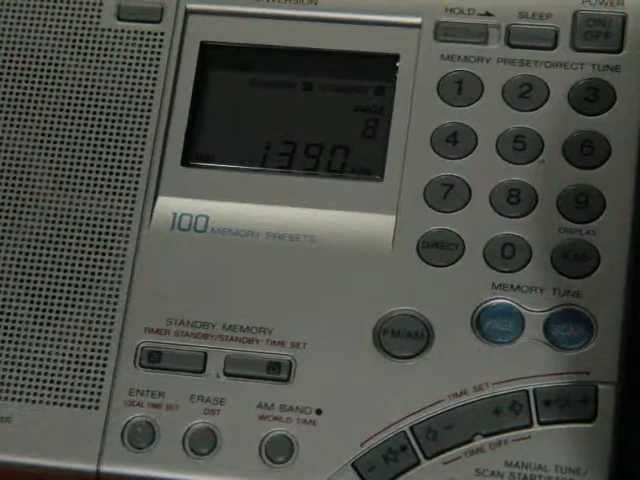 HOLD
SLEEP
POWER
ON/
OFF
MEMORY PRESET/DIRECT TUNE
1 2 3
4 5 6
7 8 9
DISPLAY
DIRECT 0
PAGE
8
1390
100 MEMORY PRESETS
MEMORY TUNE
PAGE
FM/AM
STANDBY MEMORY
TIMER STANDBY/STANDBY TIME SET
ENTER
LOCAL TIME SET
ERASE
DST
AM BAND
WORLD TIME
TIME SET
TIME DIFF
MANUAL TUNE/